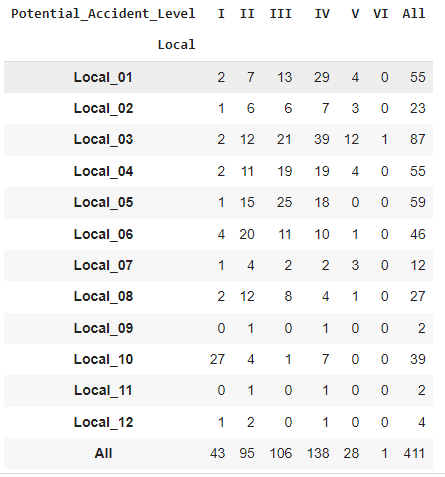 Potential_Accident_Level I II III IV V VI All
Local
Local_01 2 7 13 29 4 0 55
Local_02 1 6 6 7 3 0 23
Local_03 2 12 21 39 12 1 87
Local_04 2 11 19 19 4 0 55
Local_05 1 15 25 18 0 0 59
Local_06 4 20 11 10 1 0 46
Local_07 1 4 2 2 3 0 12
Local_08 2 12 8 4 1 0 27
Local_09 0 1 0 1 0 0 2
Local_10 27 4 1 7 0 0 39
Local_11 0 1 0 1 0 0 2
Local_12 1 2 0 1 0 0 4
All 43 95 106 138 28 1 411